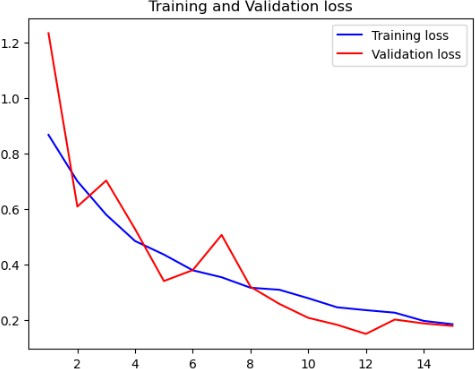 Training and Validation loss
Training loss
Validation loss
1.2
1.0
0.8
0.6
0.4
0.2
2 4 6 8 10 12 14